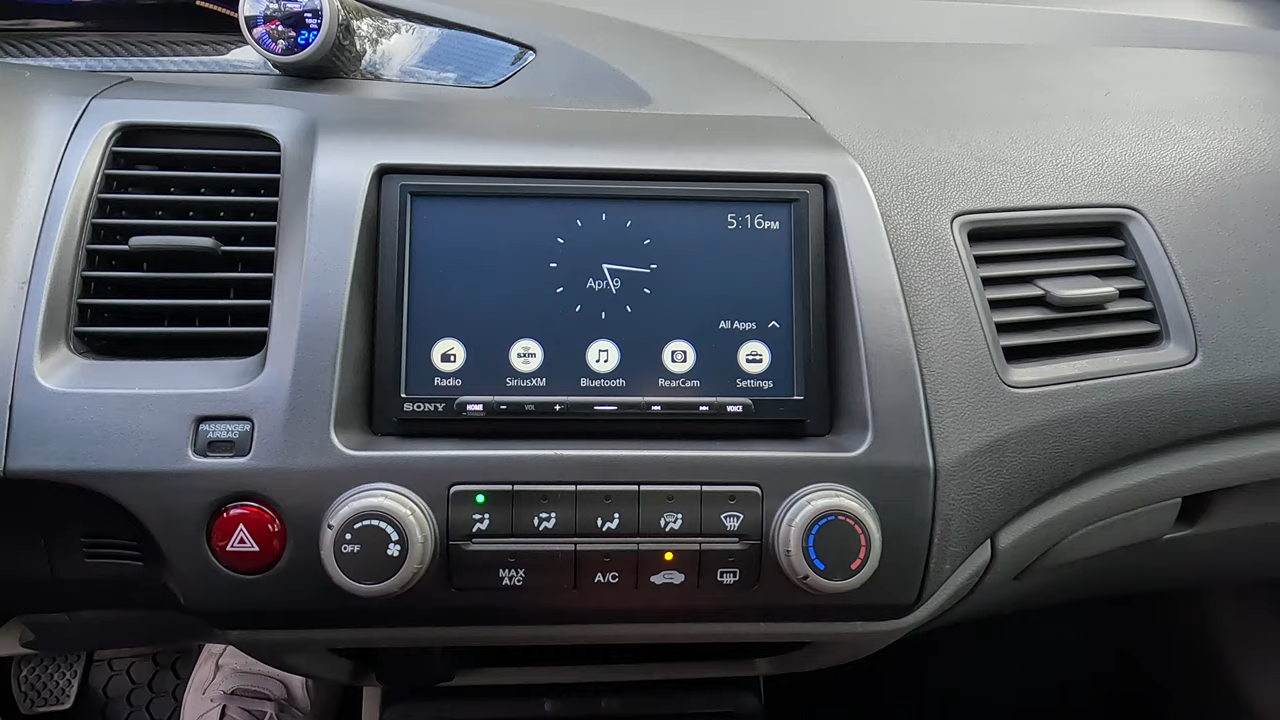 5:16PM
Apr. 9
All Apps
sxm
Radio
SiriusXM
Bluetooth
RearCam
Settings
SONY
HOME
VOL
VOICE
PASSENGER
AIRBAG
OFF
MAX
A/C
A/C